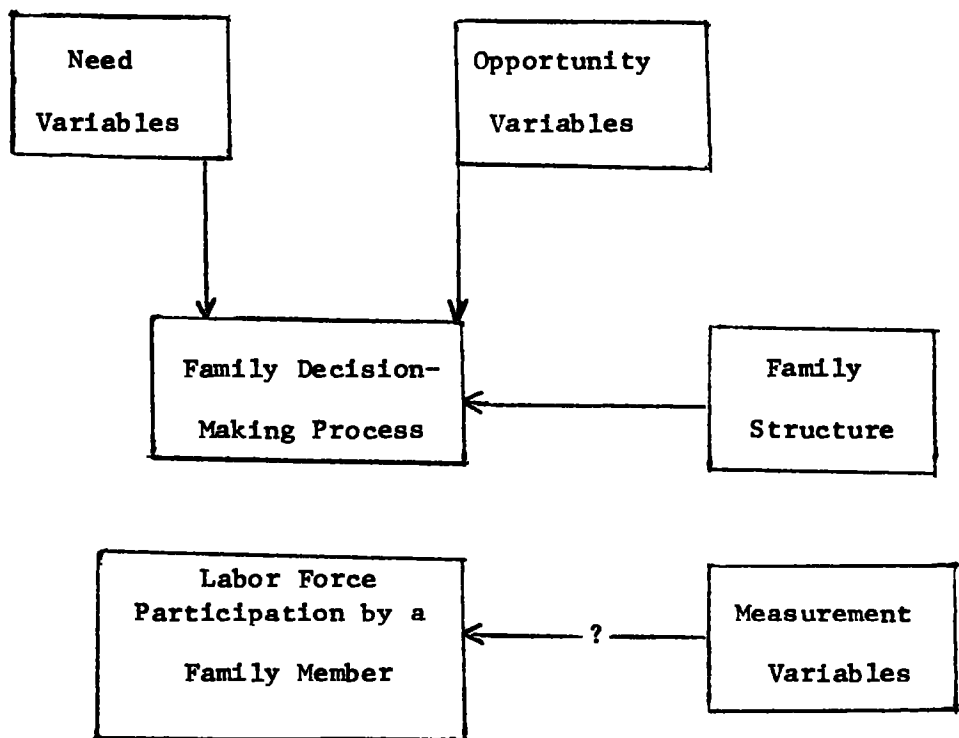 Need
Variables
Opportunity
Variables
Family Decision-
Making Process
Family
Structure
Labor Force
Participation by a
Family Member
?
Measurement
Variables